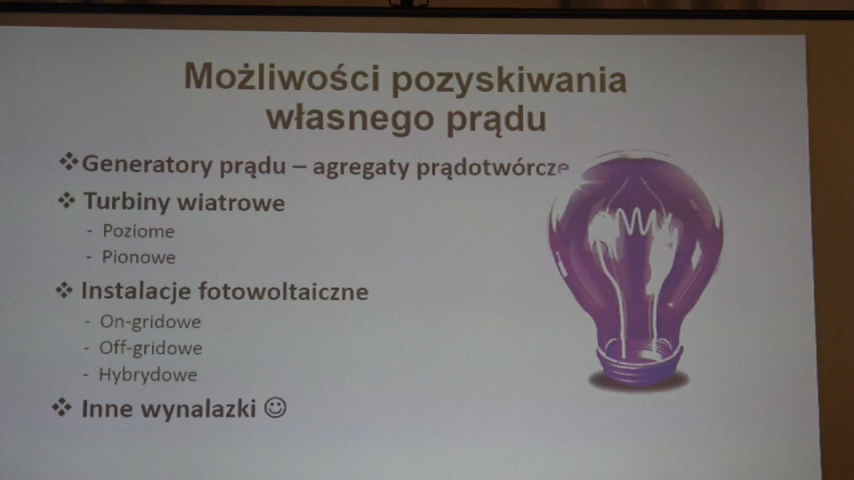 Możliwości pozyskiwania
własnego prądu
❖Generatory prądu – agregaty prądotwórcze
❖ Turbiny wiatrowe
- Poziome
- Pionowe
❖ Instalacje fotowoltaiczne
- On-gridowe
- Off-gridowe
- Hybrydowe
❖ Inne wynalazki ☺